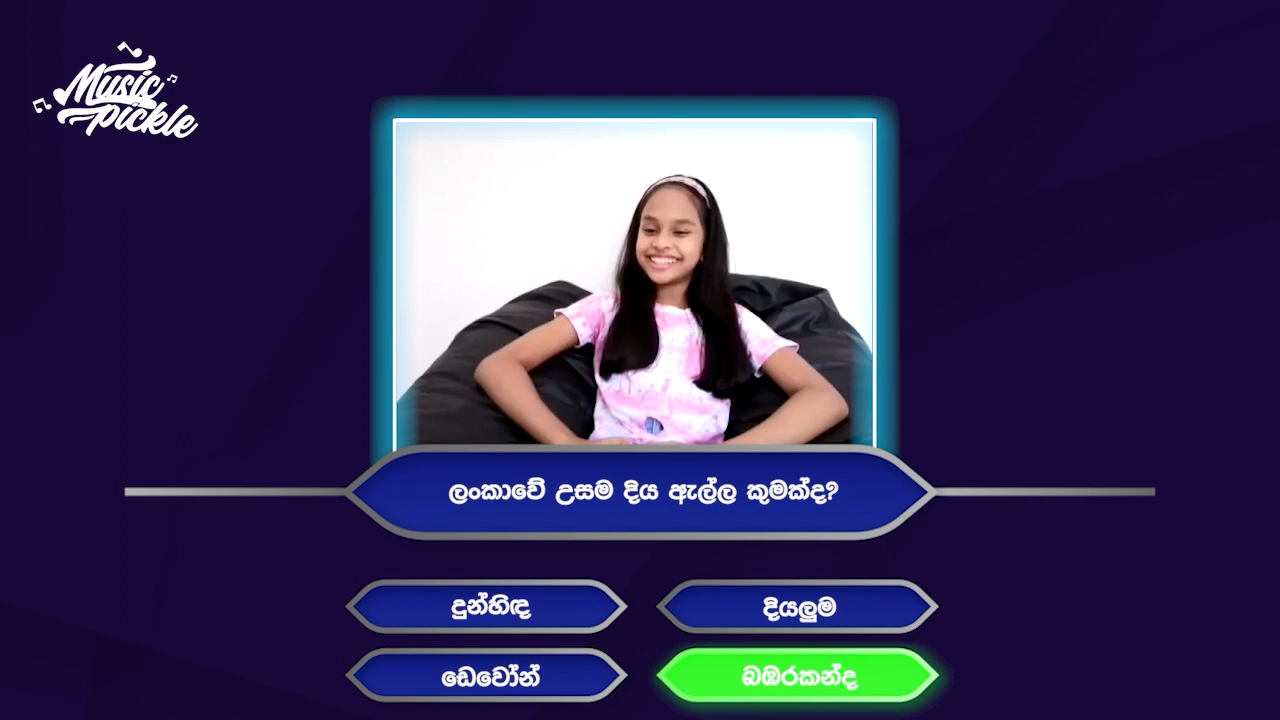 Music
pickle
ලංකාවේ උසම දිය ඇල්ල කුමක්ද?
දුන්හිඳ
දියලුම
ඩෙවෝන්
බඹරකන්ද